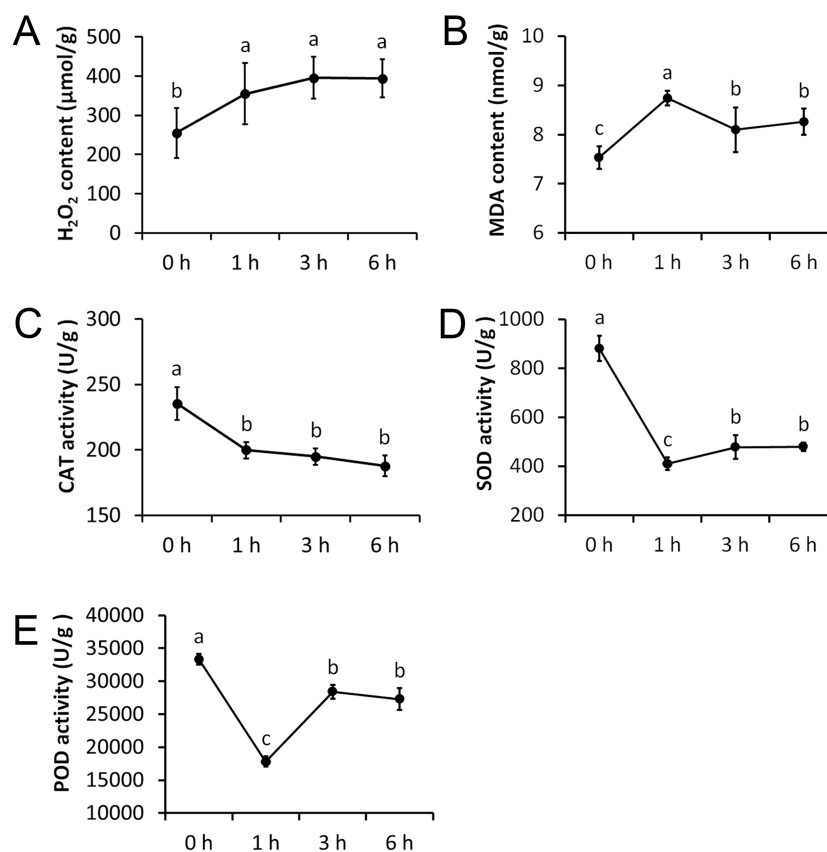 A
H₂O₂ content (μmol/g)
500
400
300
200
100
0
b
a
a
a
0 h 1 h 3 h 6 h
B
MDA content (nmol/g)
10
9
8
7
6
c
a
b
b
0 h 1 h 3 h 6 h
C
CAT activity (U/g )
300
250
200
150
a
b
b
b
0 h 1 h 3 h 6 h
D
SOD activity (U/g )
1000
800
600
400
200
a
c
b
b
0 h 1 h 3 h 6 h
E
POD activity (U/g )
40000
35000
30000
25000
20000
15000
10000
a
c
b
b
0 h 1 h 3 h 6 h